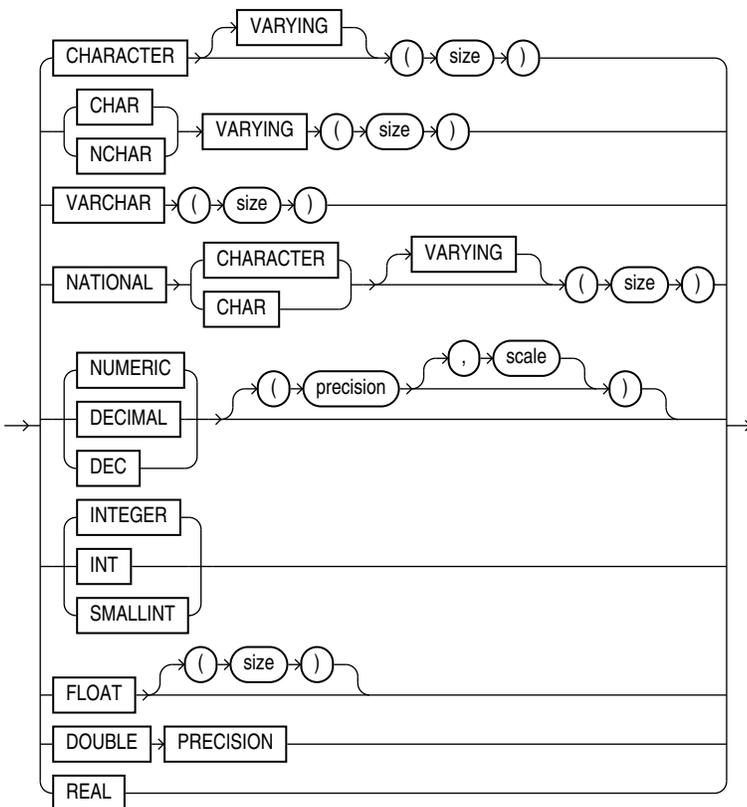 VARYING
CHARACTER ( size )
CHAR
VARYING ( size )
NCHAR
VARCHAR ( size )
CHARACTER VARYING
NATIONAL ( size )
CHAR
NUMERIC , scale
( precision )
DECIMAL
DEC
INTEGER
INT
SMALLINT
( size )
FLOAT
DOUBLE PRECISION
REAL